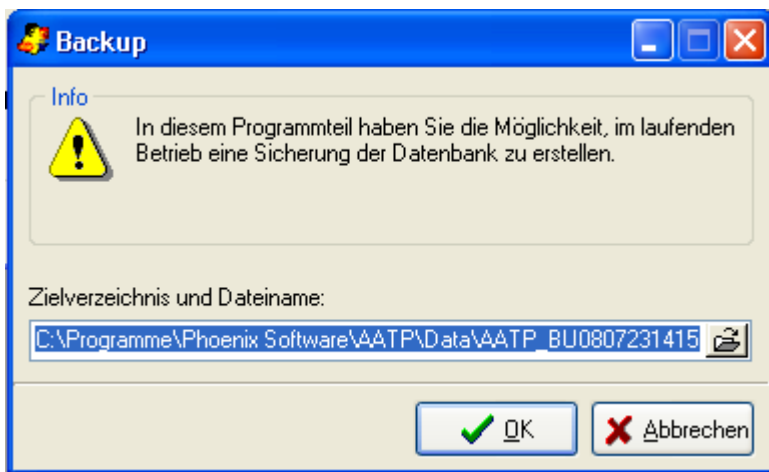 Backup
Info
In diesem Programmteil haben Sie die Möglichkeit, im laufenden
Betrieb eine Sicherung der Datenbank zu erstellen.
Zielverzeichnis und Dateiname:
C:\Programme\Phoenix Software\AATP\Data\AATP_BU0807231415
OK
Abbrechen